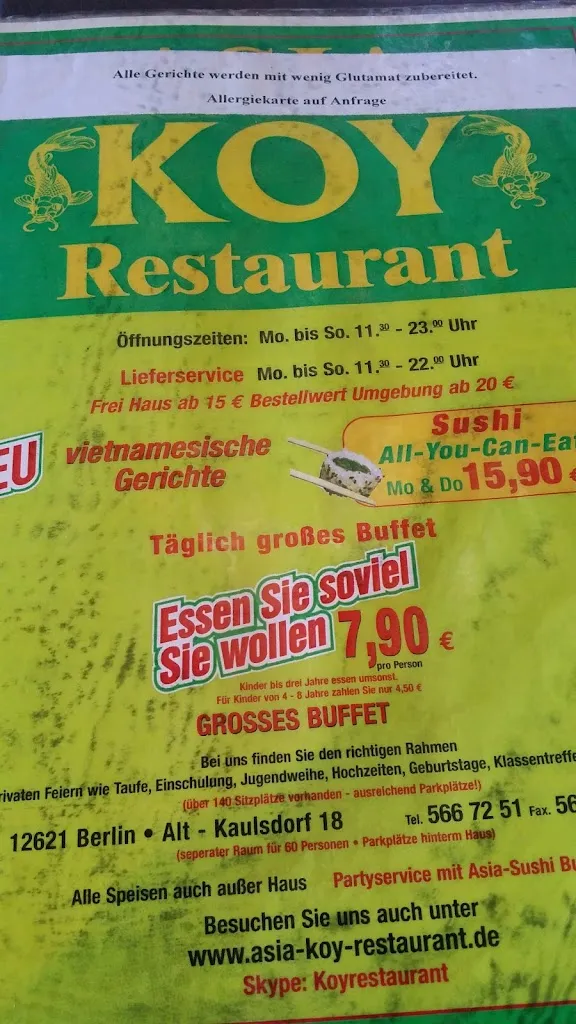 Alle Gerichte werden mit wenig Glutamat zubereitet.
Allergiekarte auf Anfrage
KOY
Restaurant
Öffnungszeiten: Mo. bis So. 11.30 - 23.00 Uhr
Lieferservice Mo. bis So. 11.30 - 22.00 Uhr
Frei Haus ab 15 € Bestellwert Umgebung ab 20 €
EU
vietnamesische
Gerichte
Sushi
All-You-Can-Eat
Mo & Do 15,90 €
Täglich großes Buffet
Essen Sie soviel
Sie wollen 7,90 €
pro Person
Kinder bis drei Jahre essen umsonst.
Für Kinder von 4 - 8 Jahre zahlen Sie nur 4,50 €
GROSSES BUFFET
Bei uns finden Sie den richtigen Rahmen
rivaten Feiern wie Taufe, Einschulung, Jugendweihe, Hochzeiten, Geburtstage, Klassentreffe
(über 140 Sitzplätze vorhanden - ausreichend Parkplätze!)
12621 Berlin • Alt - Kaulsdorf 18 Tel. 566 72 51 Fax. 56
(seperater Raum für 60 Personen • Parkplätze hinterm Haus)
Alle Speisen auch außer Haus Partyservice mit Asia-Sushi Bu
Besuchen Sie uns auch unter
www.asia-koy-restaurant.de
Skype: Koyrestaurant